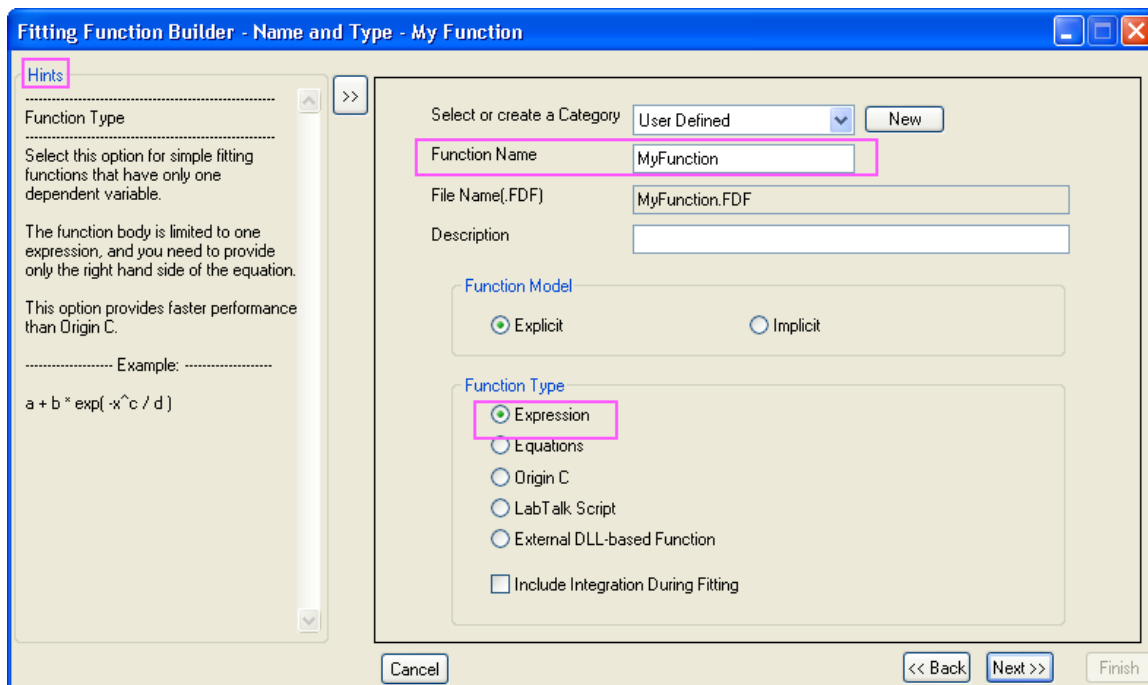 Fitting Function Builder - Name and Type - My Function
Hints
--------------------------------------------------------
Function Type
--------------------------------------------------------
Select this option for simple fitting
functions that have only one
dependent variable.
The function body is limited to one
expression, and you need to provide
only the right hand side of the equation.
This option provides faster performance
than Origin C.
-------------------- Example: --------------------
a + b * exp( -x^c / d )
>>
Select or create a Category User Defined New
Function Name MyFunction
File Name(.FDF) MyFunction.FDF
Description
Function Model
Explicit Implicit
Function Type
Expression
Equations
Origin C
LabTalk Script
External DLL-based Function
Include Integration During Fitting
Cancel << Back Next >> Finish